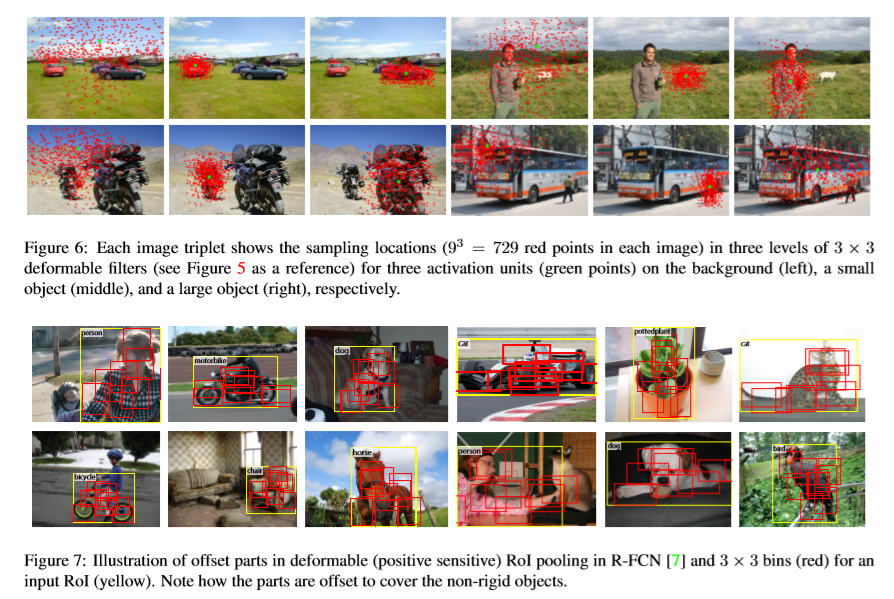 Figure 6: Each image triplet shows the sampling locations (9³ = 729 red points in each image) in three levels of 3 × 3
deformable filters (see Figure 5 as a reference) for three activation units (green points) on the background (left), a small
object (middle), and a large object (right), respectively.
person
motorbike
dog
car
pottedplant
cat
bicycle
chair
horse
person
dog
bird
Figure 7: Illustration of offset parts in deformable (positive sensitive) RoI pooling in R-FCN [7] and 3 × 3 bins (red) for an
input RoI (yellow). Note how the parts are offset to cover the non-rigid objects.